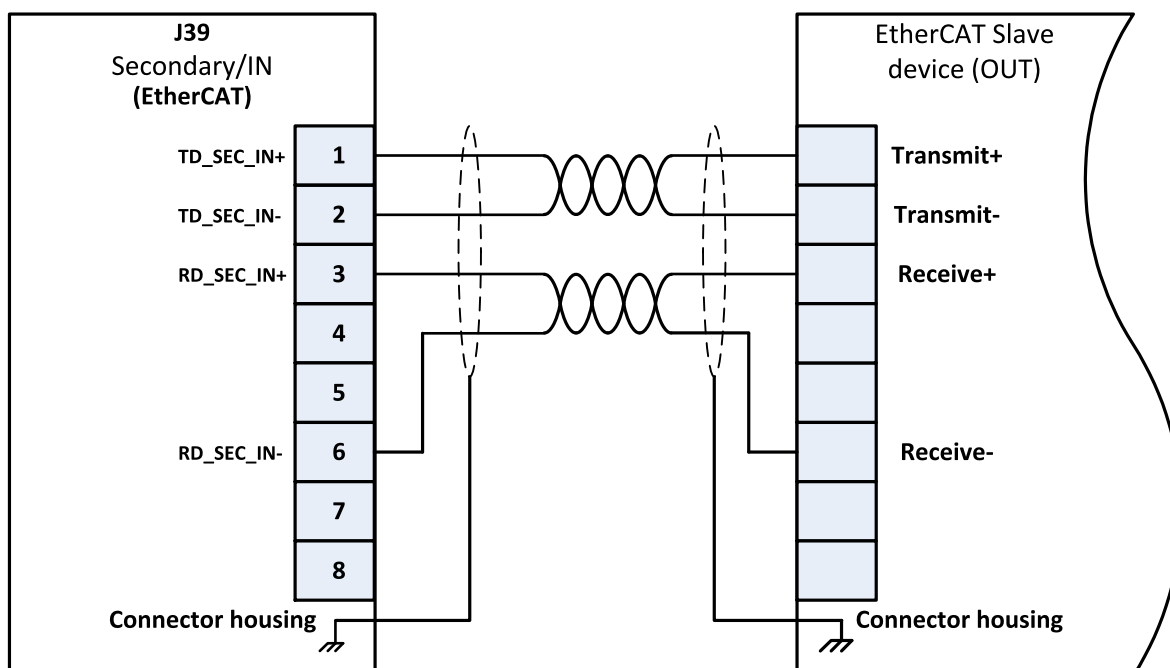 J39
Secondary/IN
(EtherCAT)
EtherCAT Slave
device (OUT)
TD_SEC_IN+
1
Transmit+
TD_SEC_IN-
2
Transmit-
RD_SEC_IN+
3
Receive+
4
5
RD_SEC_IN-
6
Receive-
7
8
Connector housing
Connector housing